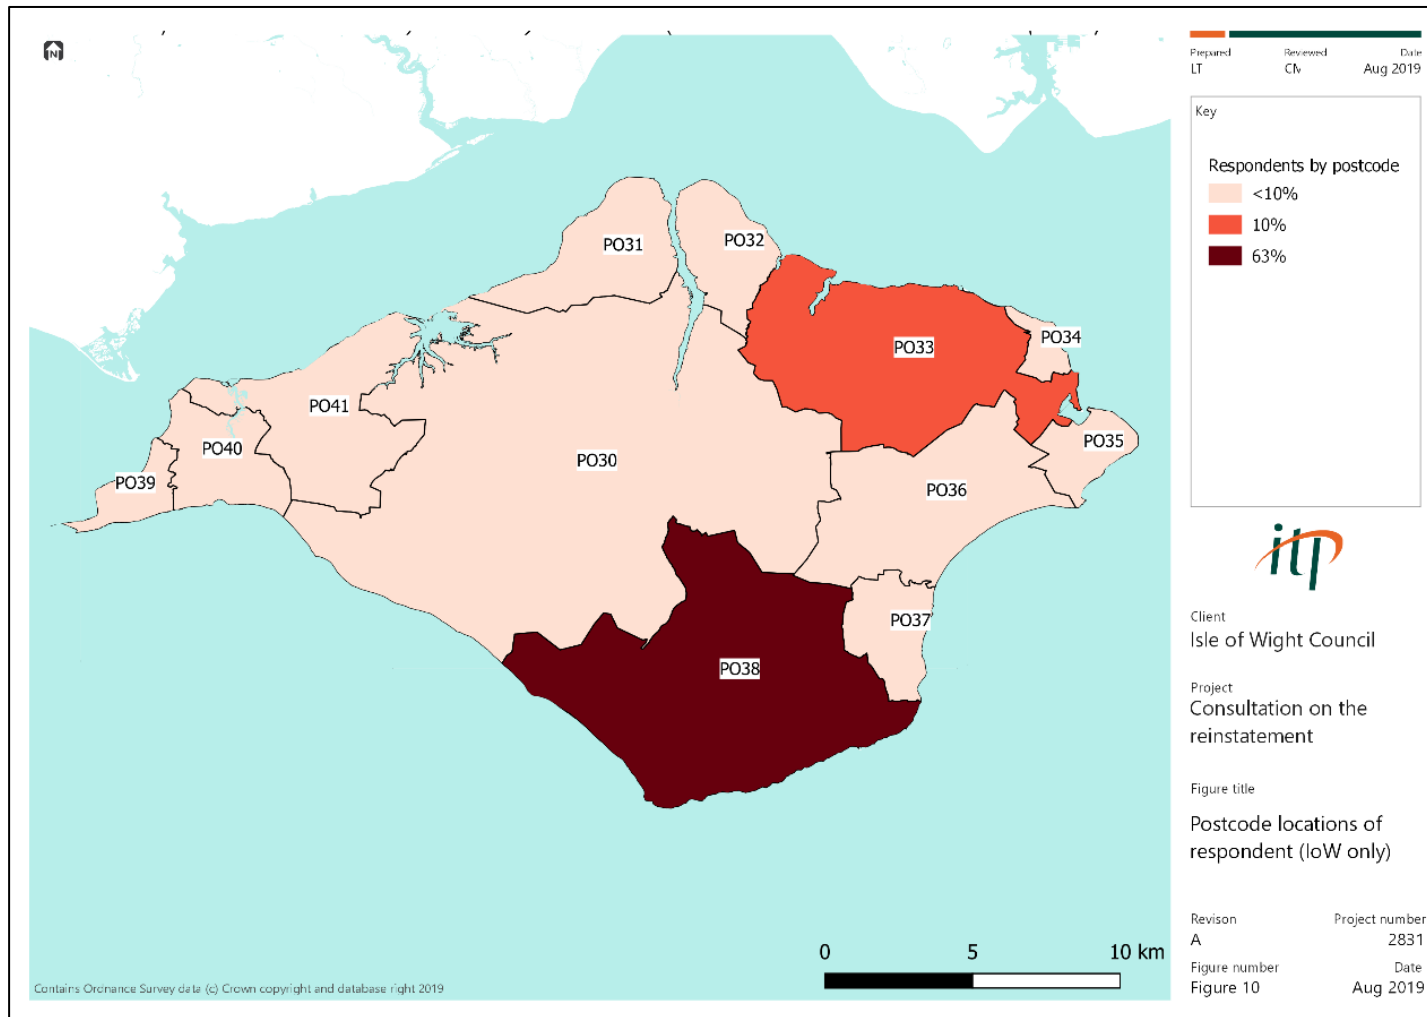 N
PO31
PO32
PO33
PO34
PO41
PO35
PO40
PO30
PO39
PO36
PO37
PO38
0 5 10 km
Contains Ordnance Survey data (c) Crown copyright and database right 2019
Prepared Reviewed Date
LT CM Aug 2019
Key
Respondents by postcode
<10%
10%
63%
itp
Client
Isle of Wight Council
Project
Consultation on the
reinstatement
Figure title
Postcode locations of
respondent (IoW only)
Revison Project number
A 2831
Figure number Date
Figure 10 Aug 2019